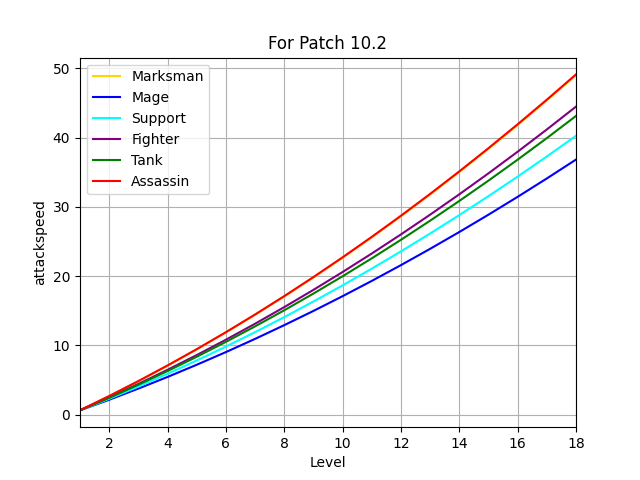 For Patch 10.2
50
40
30
20
10
0
attackspeed
Marksman
Mage
Support
Fighter
Tank
Assassin
2 4 6 8 10 12 14 16 18
Level